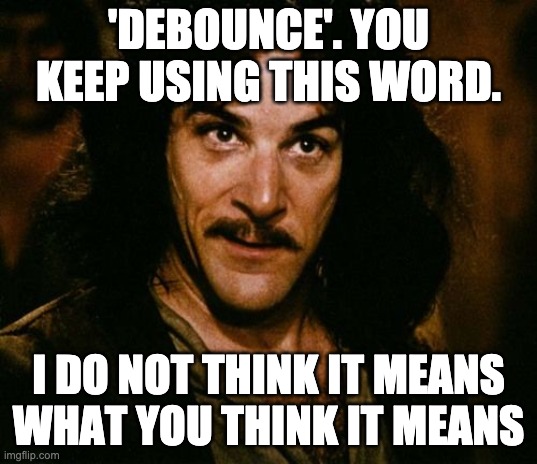 'DEBOUNCE'. YOU
KEEP USING THIS WORD.
I DO NOT THINK IT MEANS
WHAT YOU THINK IT MEANS
imgflip.com